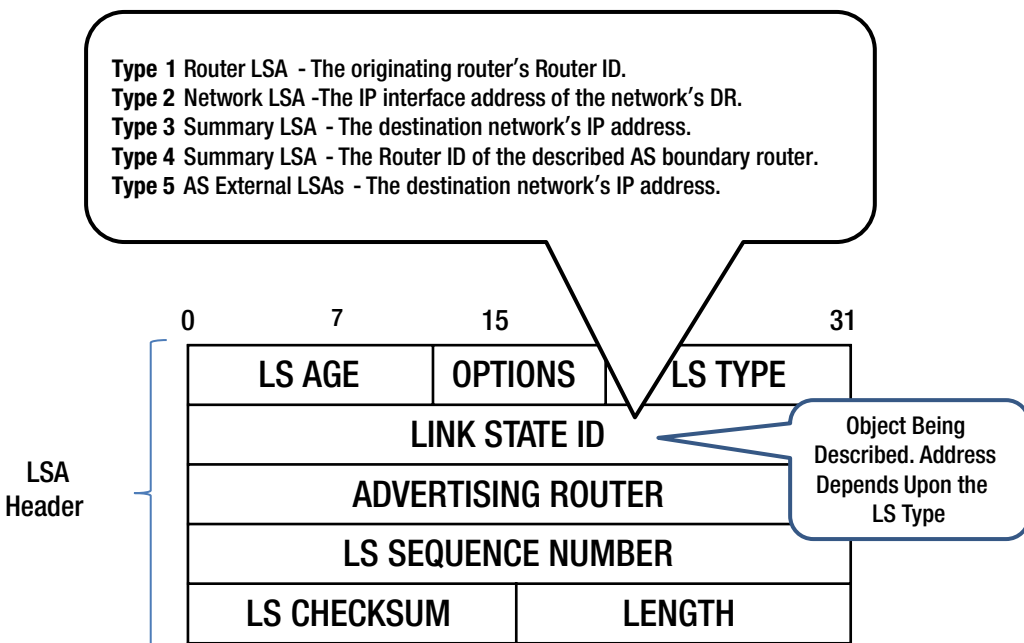 Type 1 Router LSA - The originating router’s Router ID.
Type 2 Network LSA -The IP interface address of the network’s DR.
Type 3 Summary LSA - The destination network’s IP address.
Type 4 Summary LSA - The Router ID of the described AS boundary router.
Type 5 AS External LSAs - The destination network’s IP address.
0 7 15 31
LS AGE OPTIONS LS TYPE
LINK STATE ID
Object Being
Described. Address
Depends Upon the
LS Type
LSA
Header
ADVERTISING ROUTER
LS SEQUENCE NUMBER
LS CHECKSUM LENGTH